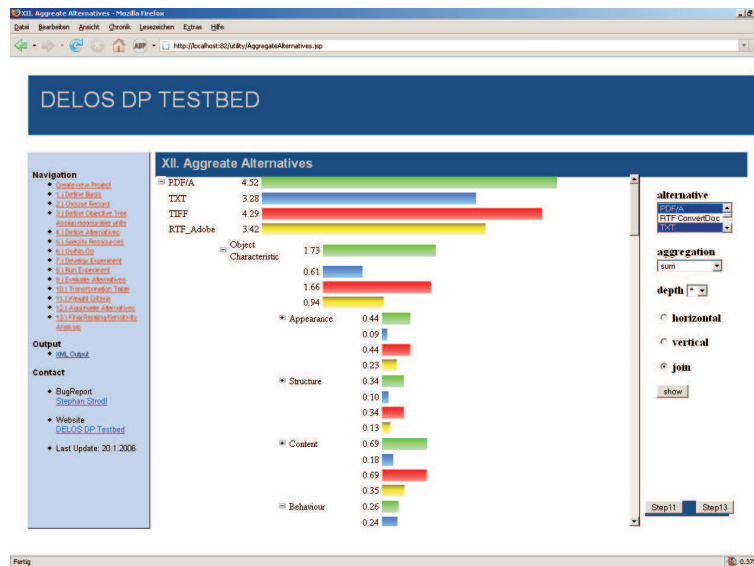 XII. Aggreate Alternatives - Mozilla Firefox
Datei Bearbeiten Ansicht Chronik Lesezeichen Extras Hilfe
ABP http://localhost:82/utility/AggregateAlternatives.jsp
DELOS DP TESTBED
Navigation
Create new Project
1.) Define Basis
2.) Choose Record
3.) Define Objective Tree
Assign measurable units
4.) Define Alternatives
5.) Specify Ressources
6.) Go/No-Go
7.) Develop Experiment
8.) Run Experiment
9.) Evaluate Alternatives
10.) Transformation Table
11.) Weight Criteria
12.) Aggregate Alternatives
13.) FinalRanking/Sensitivity
Analysis
Output
XML Output
Contact
BugReport
Stephan Strodl
Website
DELOS DP Testbed
Last Update: 20.1.2006
XII. Aggreate Alternatives
PDF/A 4.52
TXT 3.28
TIFF 4.29
RTF_Adobe 3.42
Object
Characteristic 1.73
0.61
1.66
0.94
Appearance 0.44
0.09
0.44
0.23
Structure 0.34
0.10
0.34
0.13
Content 0.69
0.18
0.69
0.35
Behaviour 0.26
0.24
alternative
PDF/A
RTF ConvertDoc
TXT
aggregation
sum
depth *
horizontal
vertical
join
show
Step11 Step13
Fertig